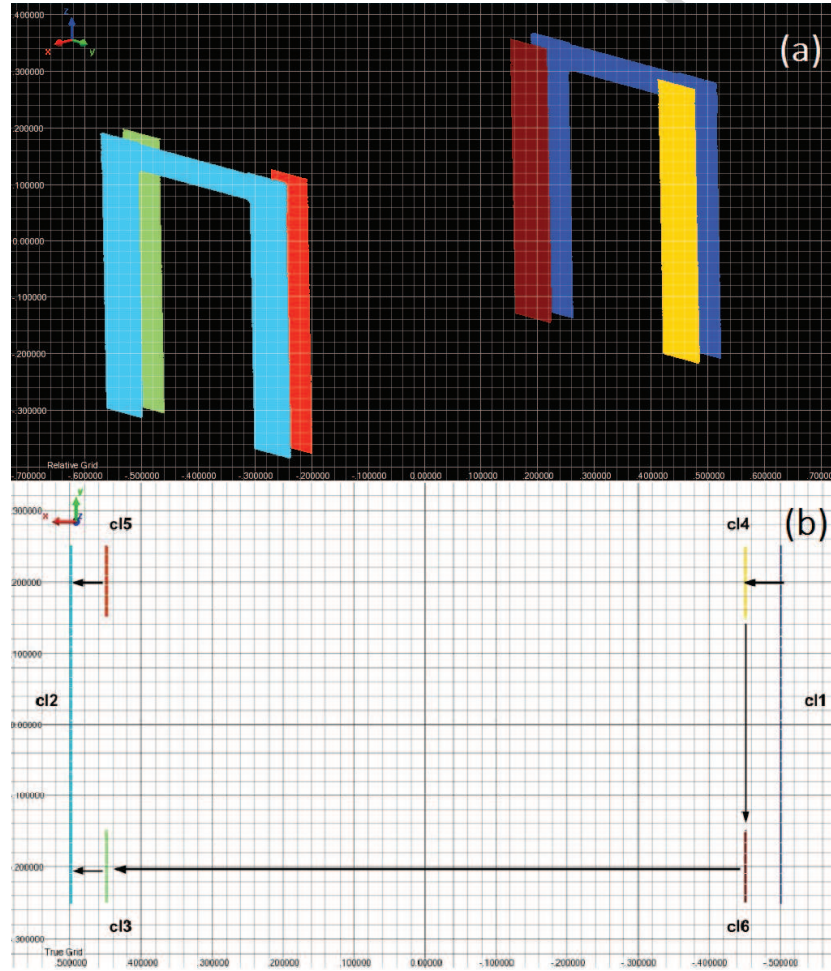 .400000
z
x
y
(a)
.300000
.200000
.100000
0.00000
-.100000
-.200000
-.300000
Relative Grid
-.700000 -.600000 -.500000 -.400000 -.300000 -.200000 -.100000 0.00000 .100000 .200000 .300000 .400000 .500000 .600000 .70000
y
x
z
.300000
cl5 cl4 (b)
.200000
.100000
cl2 cl1
0.00000
-.100000
-.200000
cl3 cl6
-.300000
True Grid
.500000 .400000 .300000 .200000 .100000 0.00000 -.100000 -.200000 -.300000 -.400000 -.500000